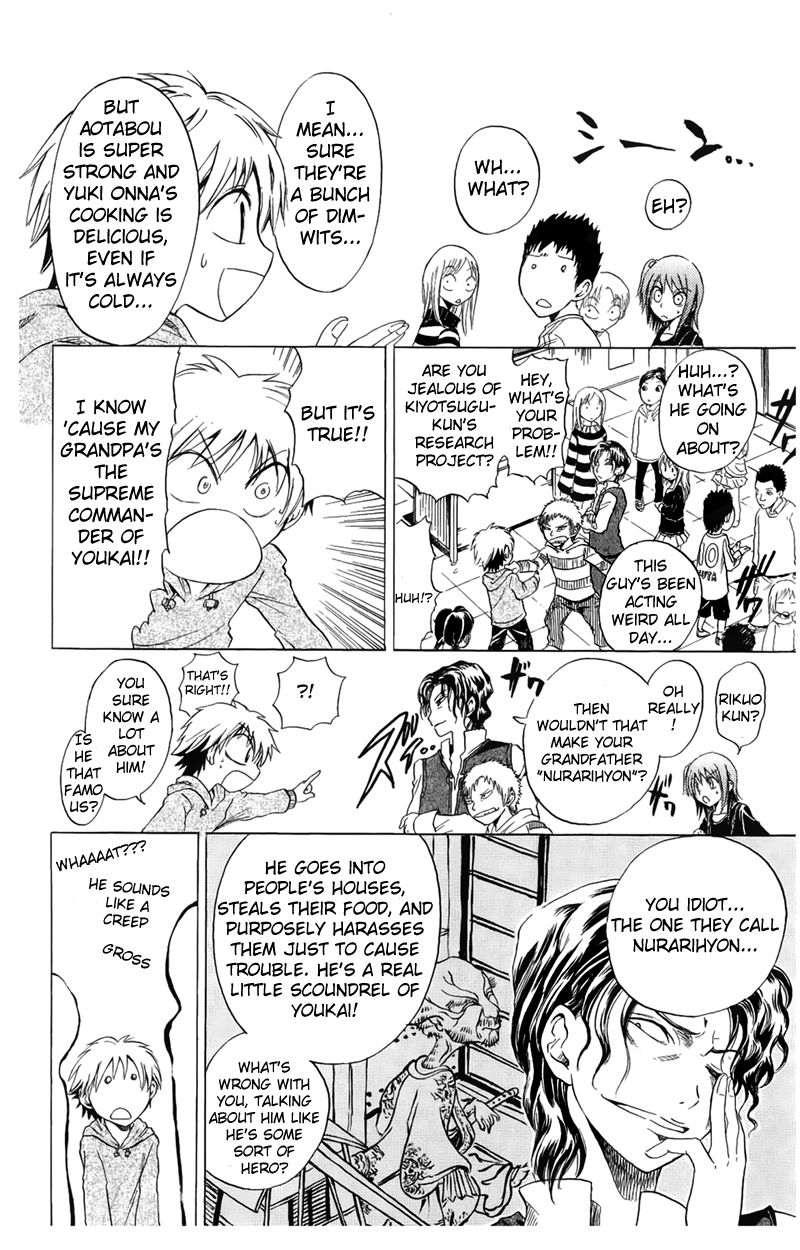 シーン…
EH?
WH...
WHAT?
I
MEAN...
SURE
THEY'RE
A BUNCH
OF DIM-
WITS...
BUT
AOTABOU
IS SUPER
STRONG AND
YUKI ONNA'S
COOKING IS
DELICIOUS,
EVEN IF
IT'S ALWAYS
COLD...
HUH...?
WHAT'S
HE GOING
ON
ABOUT?
HEY,
WHAT'S
YOUR
PROB-
LEM!!
ARE YOU
JEALOUS OF
KIYOTSUGU-
KUN'S
RESEARCH
PROJECT?
10
UTA
HUH!?
THIS
GUY'S BEEN
ACTING
WEIRD ALL
DAY...
BUT IT'S
TRUE!!
I KNOW
'CAUSE MY
GRANDPA'S
THE
SUPREME
COMMAN-
DER OF
YOUKAI!!
RIKUO
KUN?
OH
REALLY
!
THEN
WOULDN'T THAT
MAKE YOUR
GRANDFATHER
"NURARIHYON"?
?!
THAT'S
RIGHT!!
YOU
SURE
KNOW A
LOT
ABOUT
HIM!
IS
HE
THAT
FAMO
US?
YOU IDIOT...
THE ONE THEY CALL
NURARIHYON...
HE GOES INTO
PEOPLE'S HOUSES,
STEALS THEIR FOOD, AND
PURPOSELY HARASSES
THEM JUST TO CAUSE
TROUBLE. HE'S A REAL
LITTLE SCOUNDREL OF
YOUKAI!
WHAT'S
WRONG WITH
YOU, TALKING
ABOUT HIM LIKE
HE'S SOME
SORT OF
HERO?
WHAAAAT???
HE SOUNDS
LIKE A
CREEP
GROSS